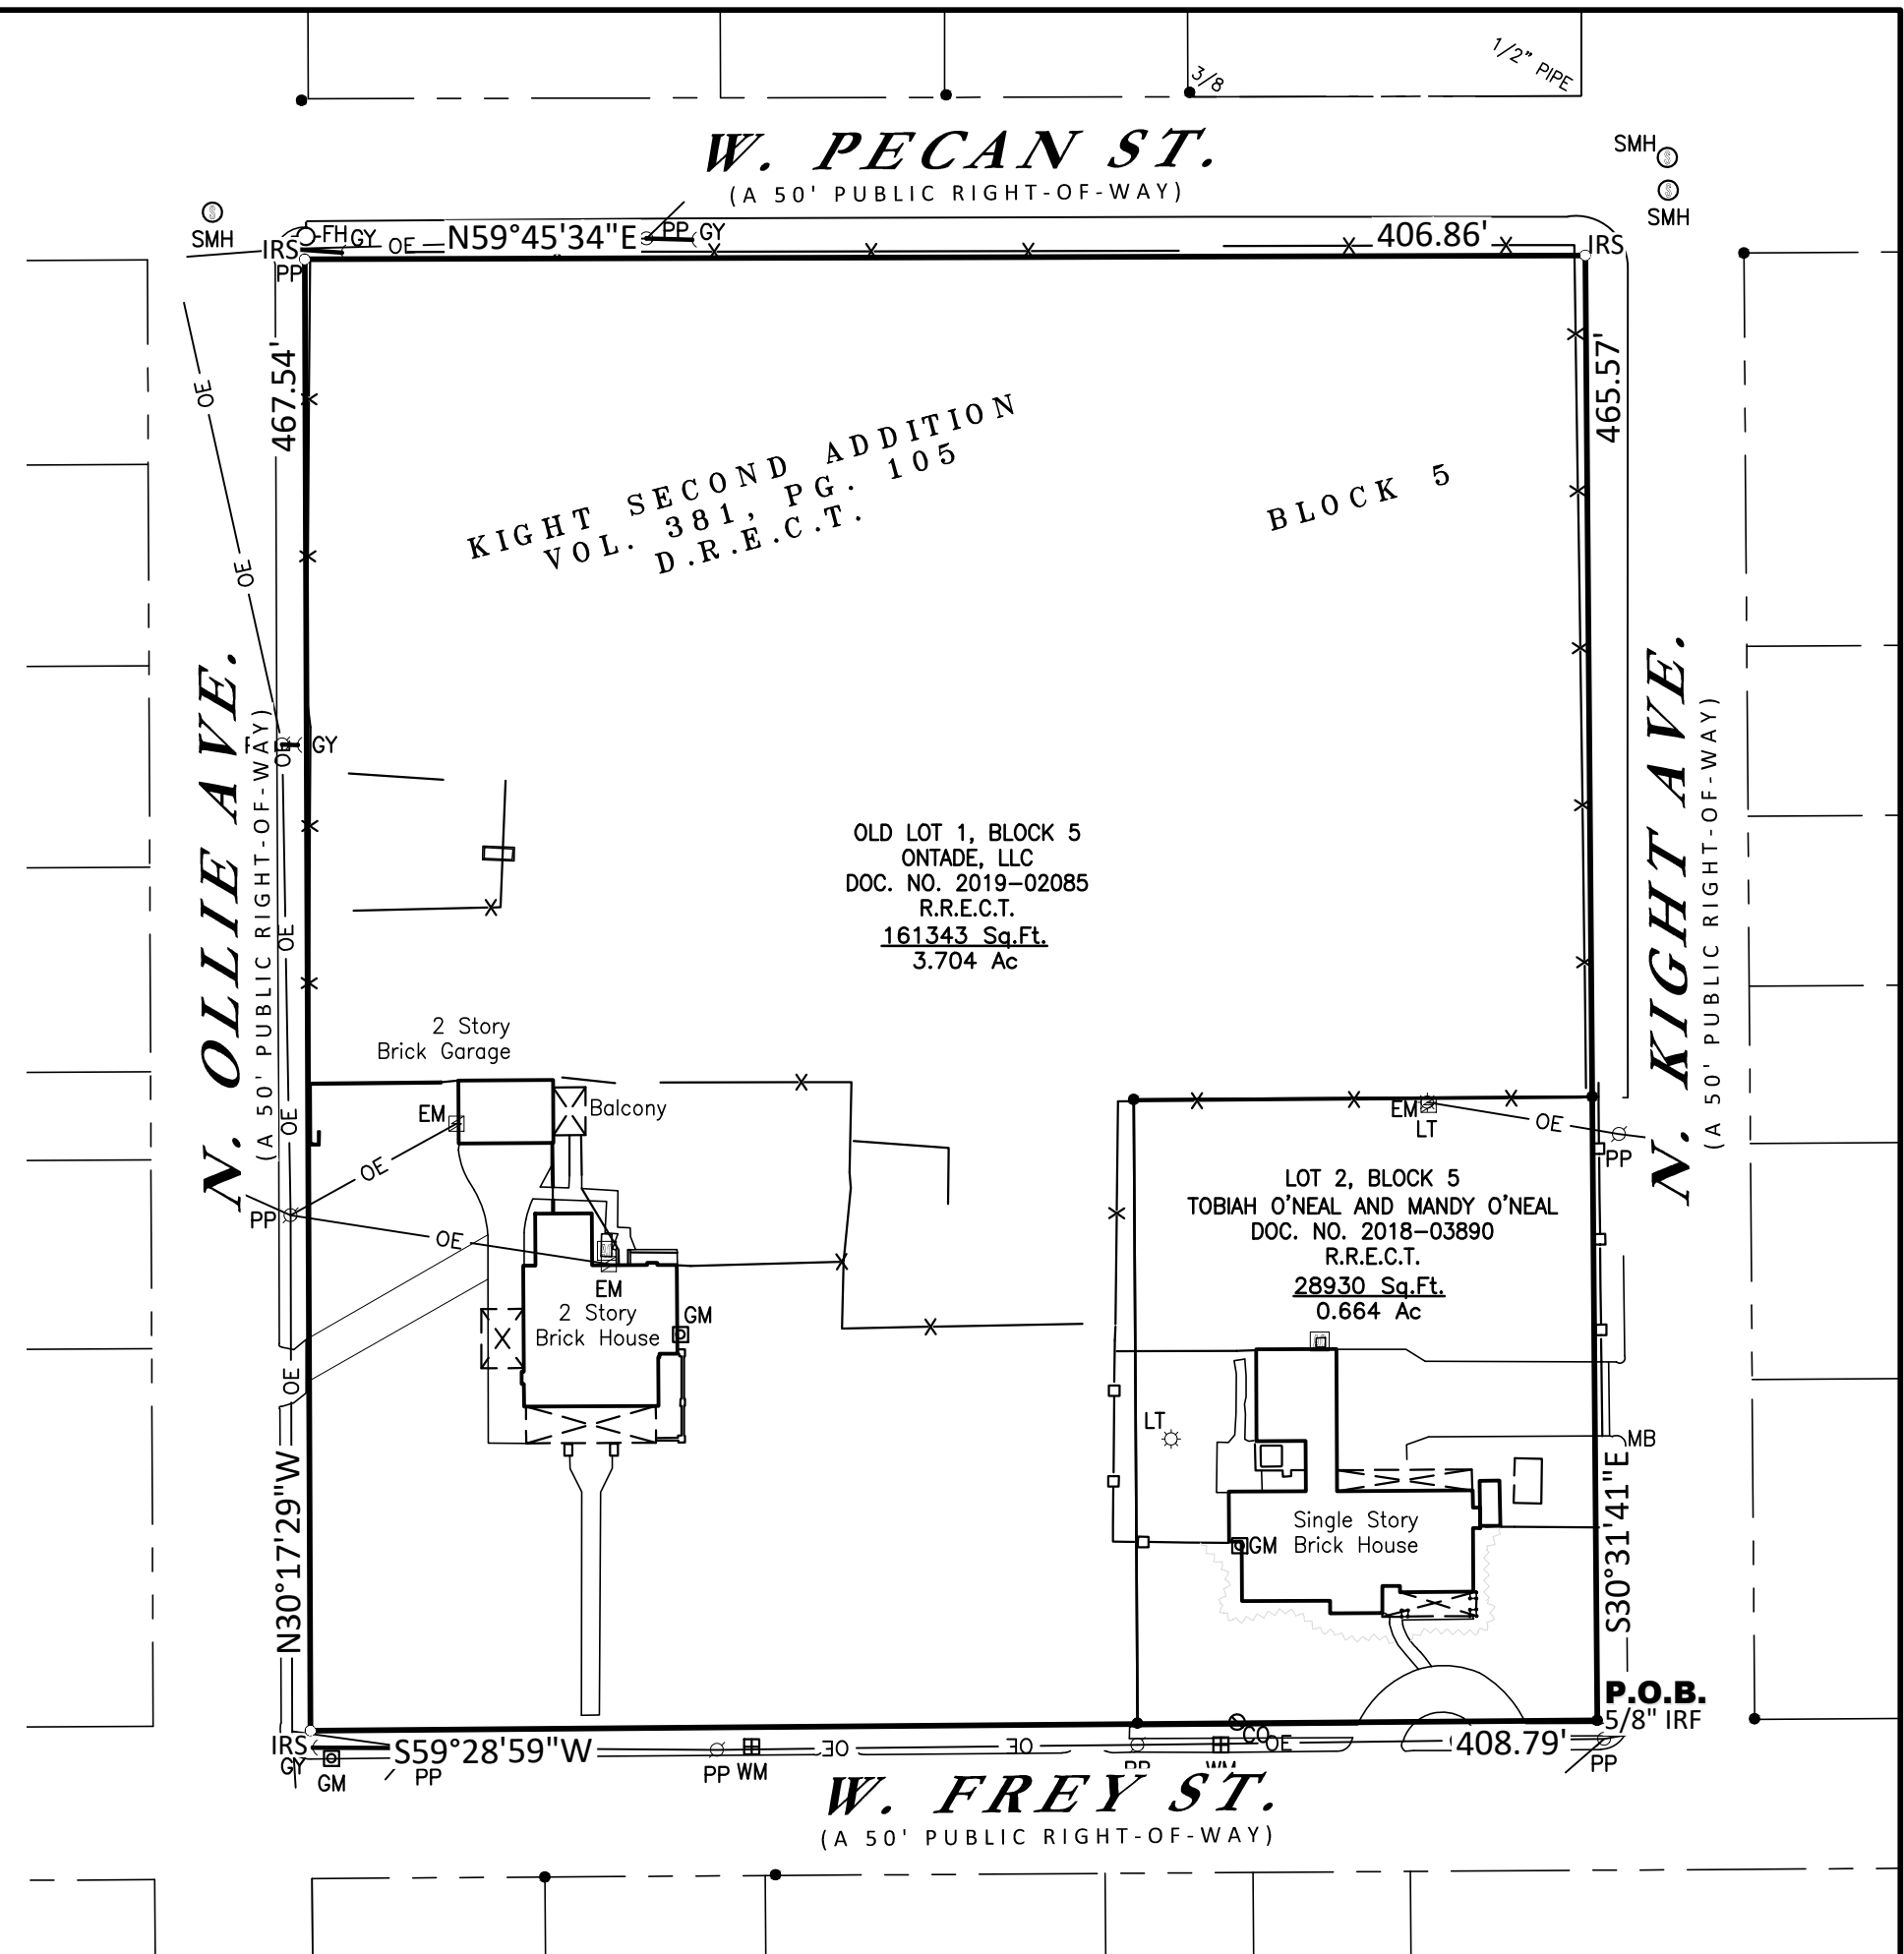 3/8
1/2" PIPE
W. PECAN ST.
(A 50' PUBLIC RIGHT-OF-WAY)
SMH
SMH
SMH
IRS
FH
GY
OE
N59°45'34"E
PP
GY
406.86'
IRS
PP
467.54'
465.57'
OE
OE
KIGHT SECOND ADDITION
VOL. 381, PG. 105
D.R.E.C.T.
BLOCK 5
N. OLLIE AVE.
(A 50' PUBLIC RIGHT-OF-WAY)
N. KIGHT AVE.
(A 50' PUBLIC RIGHT-OF-WAY)
GY
OE
OE
OE
OE
OLD LOT 1, BLOCK 5
ONTADE, LLC
DOC. NO. 2019-02085
R.R.E.C.T.
161343 Sq.Ft.
3.704 Ac
2 Story
Brick Garage
EM
Balcony
OE
PP
OE
EM
2 Story
Brick House
GM
EM
LT
OE
PP
LOT 2, BLOCK 5
TOBIAH O'NEAL AND MANDY O'NEAL
DOC. NO. 2018-03890
R.R.E.C.T.
28930 Sq.Ft.
0.664 Ac
LT
MB
GM
Single Story
Brick House
N30°17'29"W
S30°31'41"E
P.O.B.
5/8" IRF
IRS
GY
GM
S59°28'59"W
PP
PP
WM
OE
OE
CO
OE
408.79'
PP
W. FREY ST.
(A 50' PUBLIC RIGHT-OF-WAY)